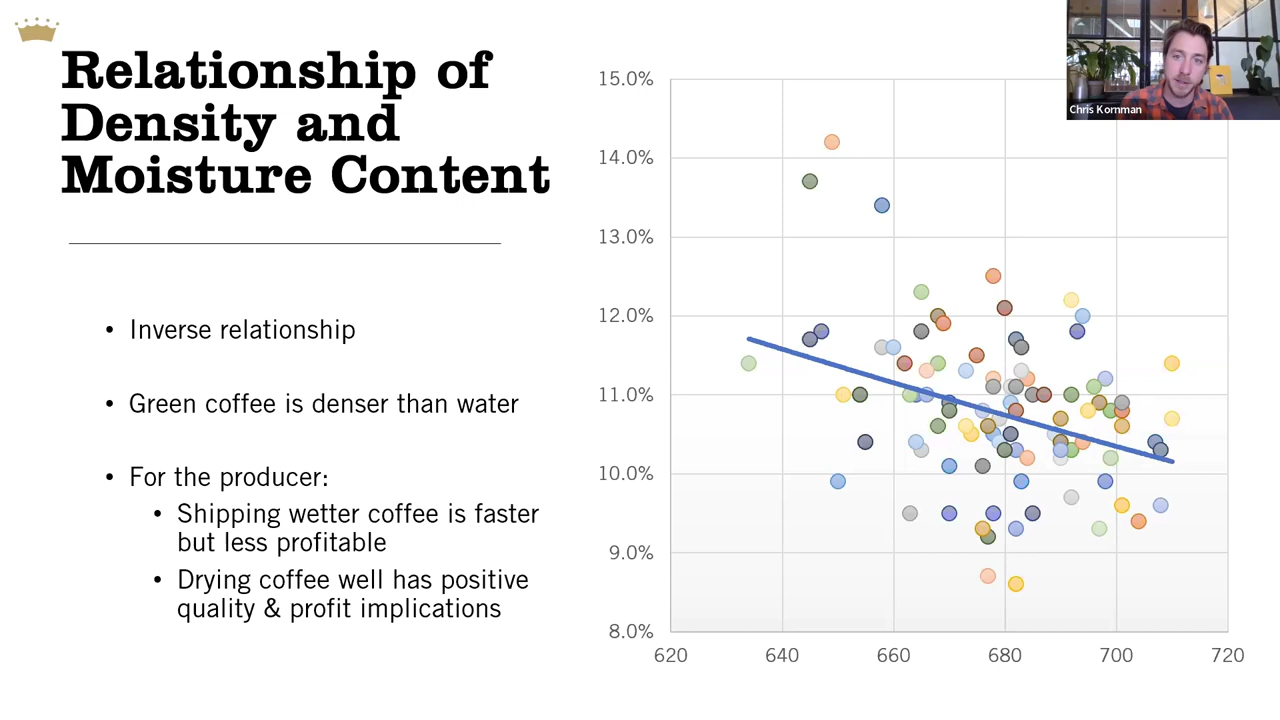 Relationship of
Density and
Moisture Content
• Inverse relationship
• Green coffee is denser than water
• For the producer:
• Shipping wetter coffee is faster
but less profitable
• Drying coffee well has positive
quality & profit implications
15.0%
14.0%
13.0%
12.0%
11.0%
10.0%
9.0%
8.0%
620 640 660 680 700 720
Chris Kornman